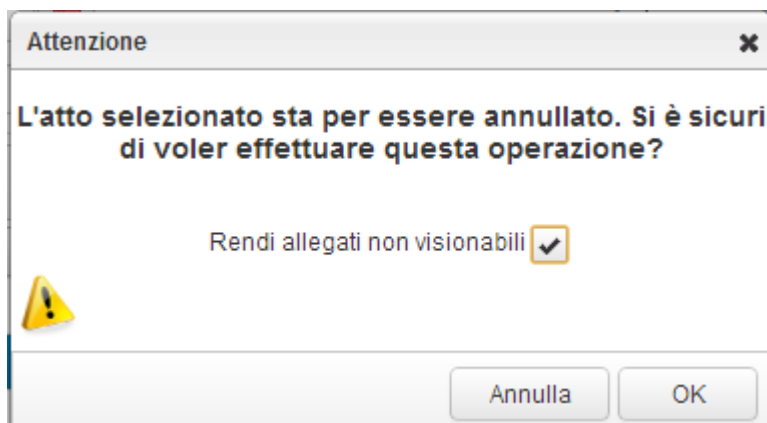 Attenzione
L'atto selezionato sta per essere annullato. Si è sicuri
di voler effettuare questa operazione?
Rendi allegati non visionabili
Annulla
OK